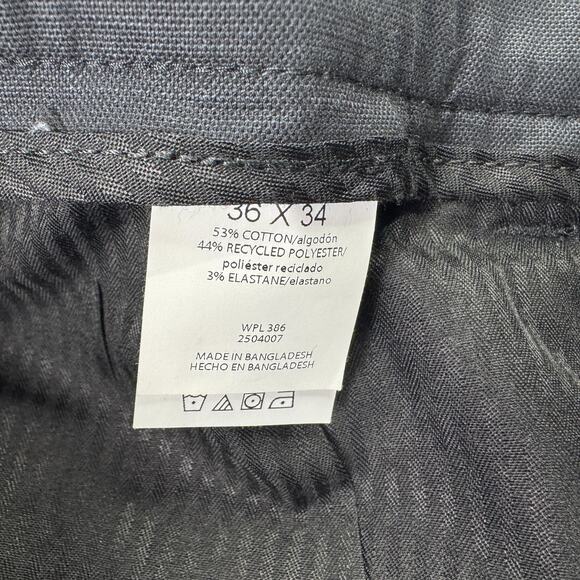 36 X 34
53% COTTON/algodón
44% RECYCLED POLYESTER/
poliéster reciclado
3% ELASTANE/elastano
WPL 386
2504007
MADE IN BANGLADESH
HECHO EN BANGLADESH